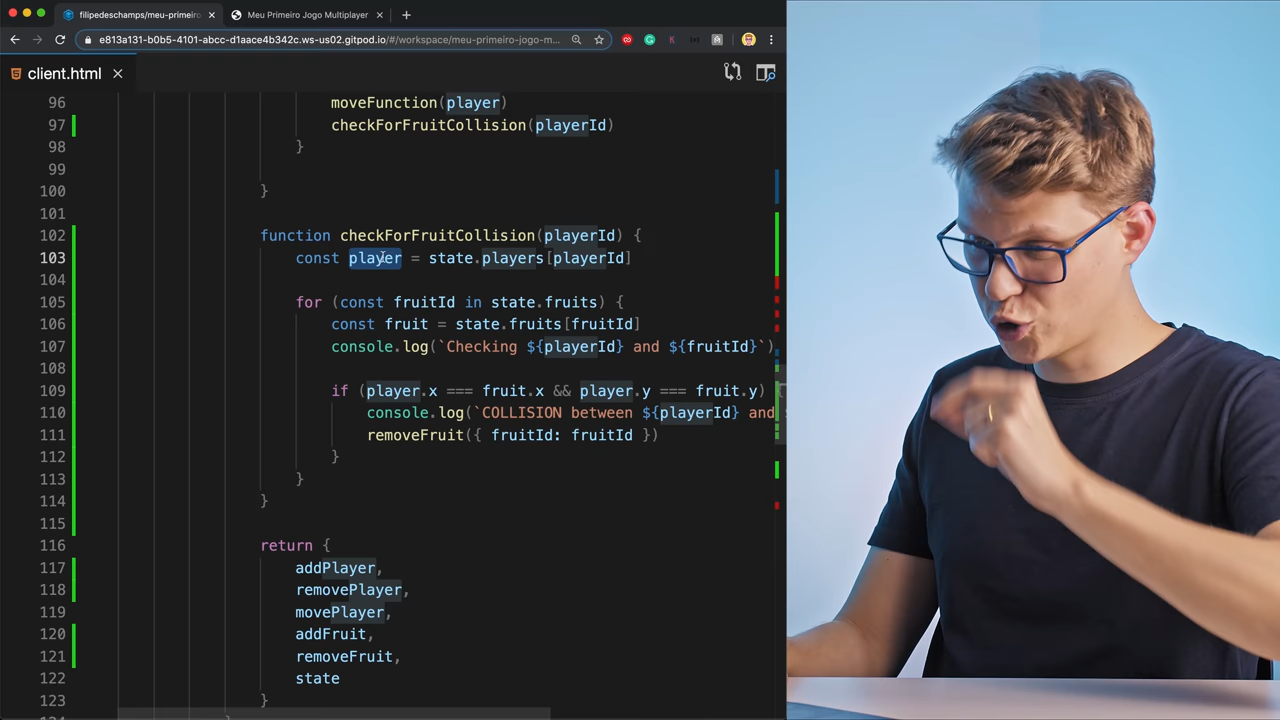 filipedeschamps/meu-primeiro
Meu Primeiro Jogo Multiplayer
e813a131-b0b5-4101-abcc-d1aace4b342c.ws-us02.gitpod.io/#/workspace/meu-primeiro-jogo-m...
client.html
96 moveFunction(player)
97 checkForFruitCollision(playerId)
98 }
99
100 }
101
102 function checkForFruitCollision(playerId) {
103 const player = state.players[playerId]
104
105 for (const fruitId in state.fruits) {
106 const fruit = state.fruits[fruitId]
107 console.log(`Checking ${playerId} and ${fruitId}`)
108
109 if (player.x === fruit.x && player.y === fruit.y) {
110 console.log(`COLLISION between ${playerId} and
111 removeFruit({ fruitId: fruitId })
112 }
113 }
114 }
115
116 return {
117 addPlayer,
118 removePlayer,
119 movePlayer,
120 addFruit,
121 removeFruit,
122 state
123 }